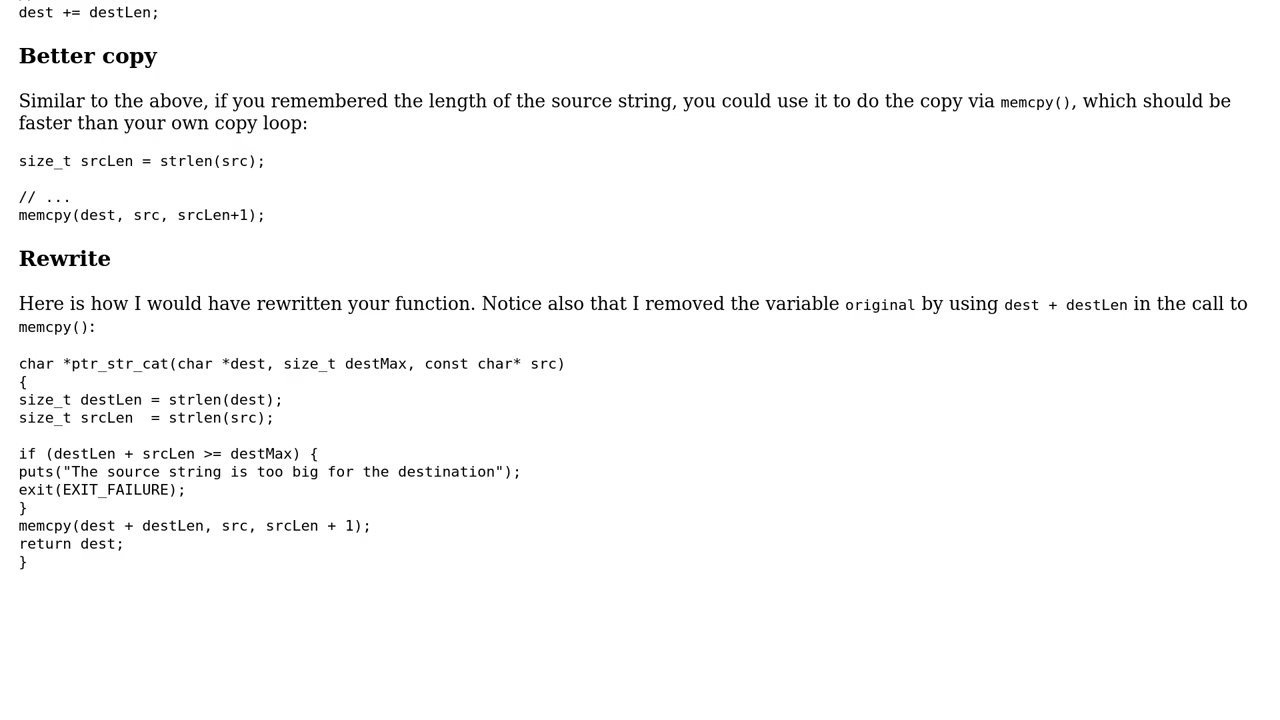 dest += destLen;
Better copy
Similar to the above, if you remembered the length of the source string, you could use it to do the copy via memcpy(), which should be
faster than your own copy loop:
size_t srcLen = strlen(src);
// ...
memcpy(dest, src, srcLen+1);
Rewrite
Here is how I would have rewritten your function. Notice also that I removed the variable original by using dest + destLen in the call to
memcpy():
char *ptr_str_cat(char *dest, size_t destMax, const char* src)
{
size_t destLen = strlen(dest);
size_t srcLen  = strlen(src);
if (destLen + srcLen >= destMax) {
puts("The source string is too big for the destination");
exit(EXIT_FAILURE);
}
memcpy(dest + destLen, src, srcLen + 1);
return dest;
}